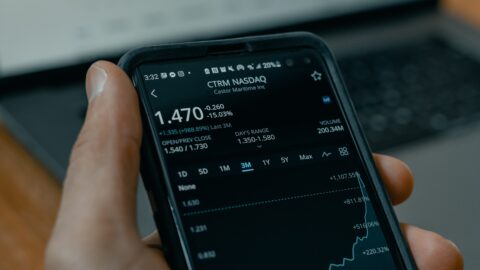 3:32 20%
CTRM NASDAQ
Castor Maritime Inc
1.470 -0.260
-15.03%
+1.335 (+988.89%) Last 3M
OPEN/PREV CLOSE DAY'S RANGE VOLUME
1.540 / 1.730 1.350-1.580 200.34M
1D 5D 1M 3M 1Y 5Y Max
None
1.630 +1,107.55%
+811.81%
1.231 +516.06%
0.832 +220.32%